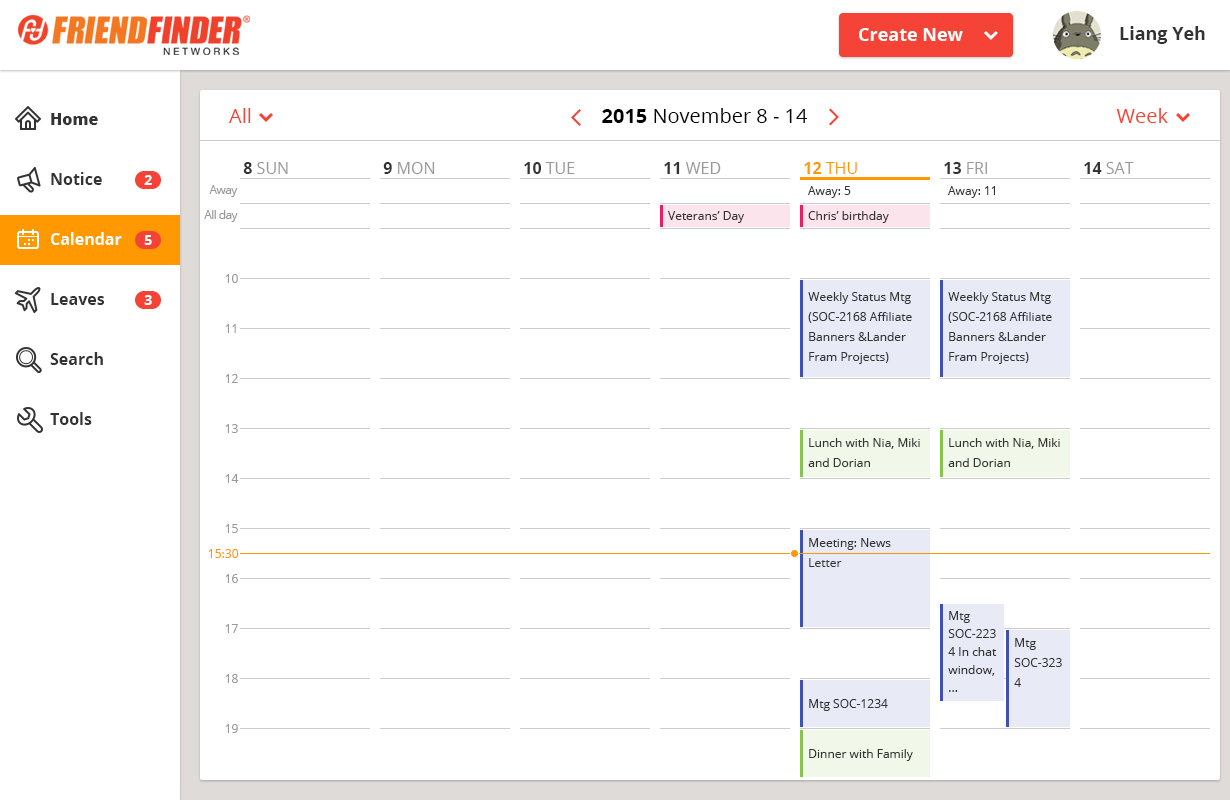 FRIENDFINDER®
NETWORKS
Create New
Liang Yeh
Home
Notice 2
Calendar 5
Leaves 3
Search
Tools
All
2015 November 8 - 14
Week
8 SUN
9 MON
10 TUE
11 WED
12 THU
13 FRI
14 SAT
Away
Away: 5
Away: 11
All day
Veterans’ Day
Chris’ birthday
10
11
12
13
14
15
15:30
16
17
18
19
Weekly Status Mtg
(SOC-2168 Affiliate
Banners &Lander
Fram Projects)
Lunch with Nia, Miki
and Dorian
Meeting: News
Letter
Mtg SOC-1234
Dinner with Family
Weekly Status Mtg
(SOC-2168 Affiliate
Banners &Lander
Fram Projects)
Lunch with Nia, Miki
and Dorian
Mtg
SOC-223
4 In chat
window,
...
Mtg
SOC-323
4